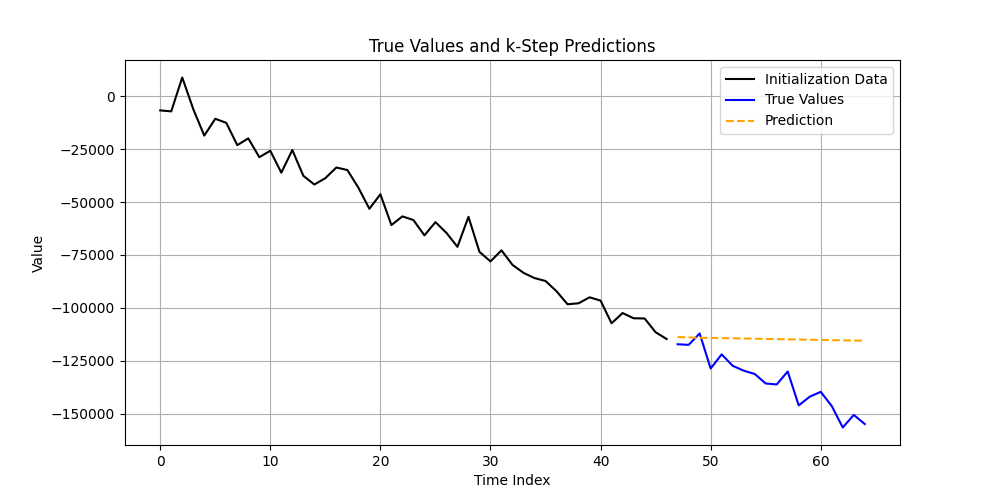 True Values and k-Step Predictions
Initialization Data
True Values
Prediction
Value
0
−25000
−50000
−75000
−100000
−125000
−150000
0 10 20 30 40 50 60
Time Index